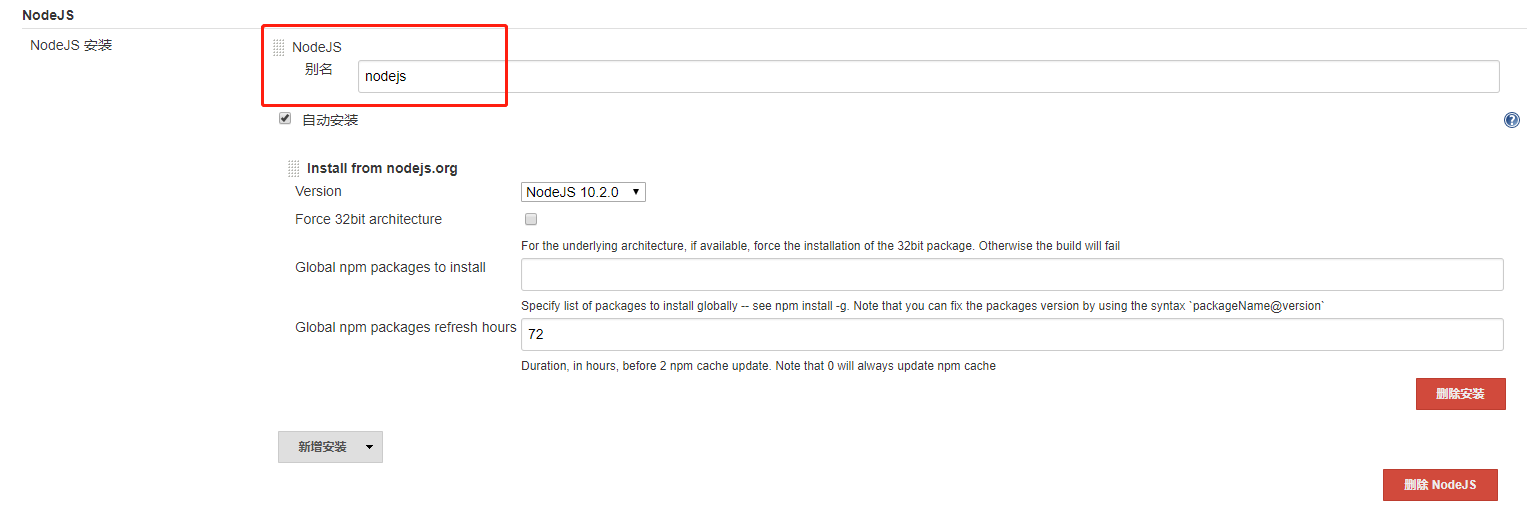 NodeJS
NodeJS 安装
NodeJS
别名
nodejs
自动安装
Install from nodejs.org
Version
NodeJS 10.2.0
Force 32bit architecture
For the underlying architecture, if available, force the installation of the 32bit package. Otherwise the build will fail
Global npm packages to install
Specify list of packages to install globally -- see npm install -g. Note that you can fix the packages version by using the syntax `packageName@version`
Global npm packages refresh hours
72
Duration, in hours, before 2 npm cache update. Note that 0 will always update npm cache
删除安装
新增安装
删除 NodeJS